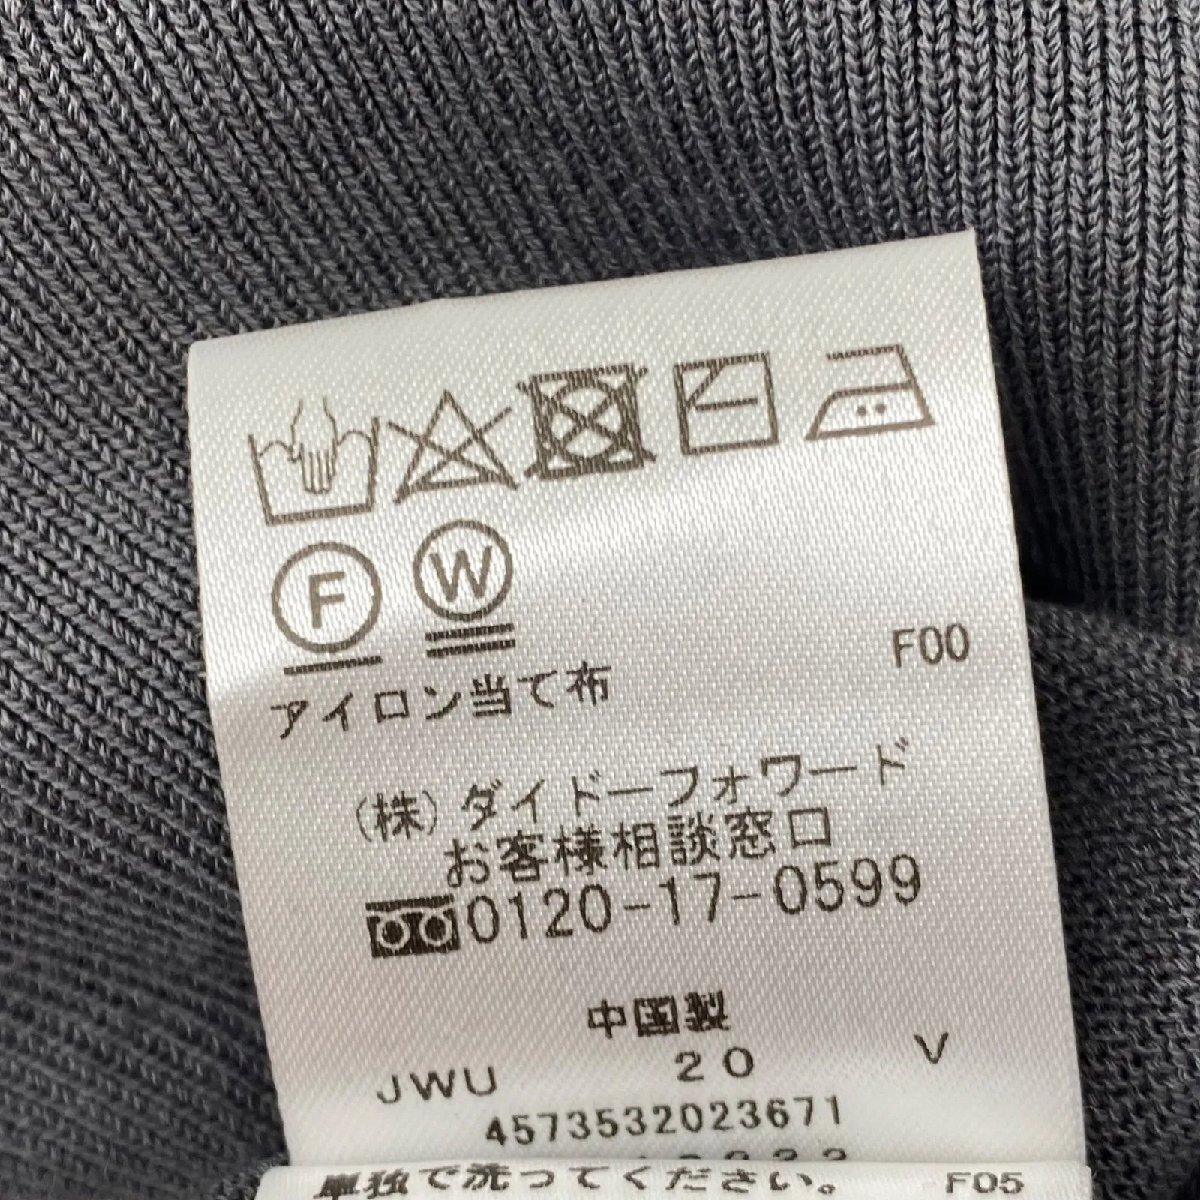 F W
F00
アイロン当て布
(株)ダイドーフォワード
お客様相談窓口
0120-17-0599
中国製
JWU 20 V
4573532023671
単独で洗ってください。 F05